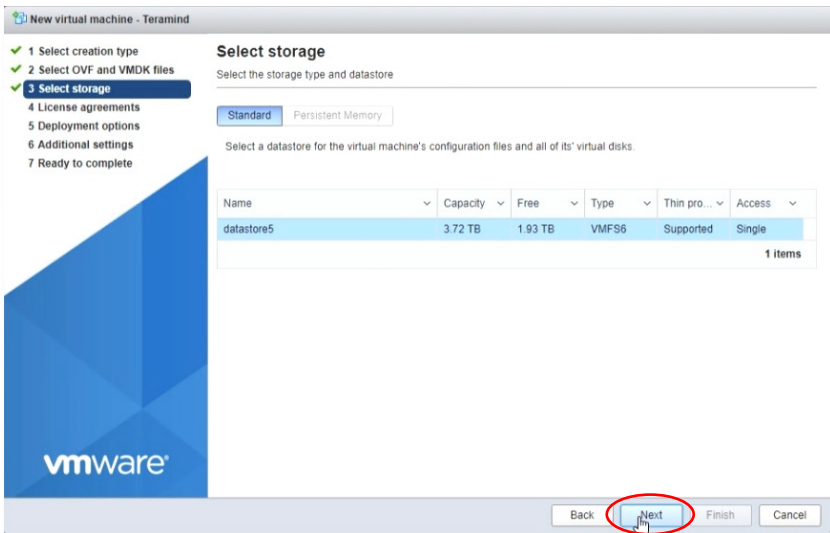 New virtual machine - Teramind
1 Select creation type
2 Select OVF and VMDK files
3 Select storage
4 License agreements
5 Deployment options
6 Additional settings
7 Ready to complete
vmware®
Select storage
Select the storage type and datastore
Standard Persistent Memory
Select a datastore for the virtual machine's configuration files and all of its' virtual disks.
Name Capacity Free Type Thin pro... Access
datastore5 3.72 TB 1.93 TB VMFS6 Supported Single
1 items
Back Next Finish Cancel